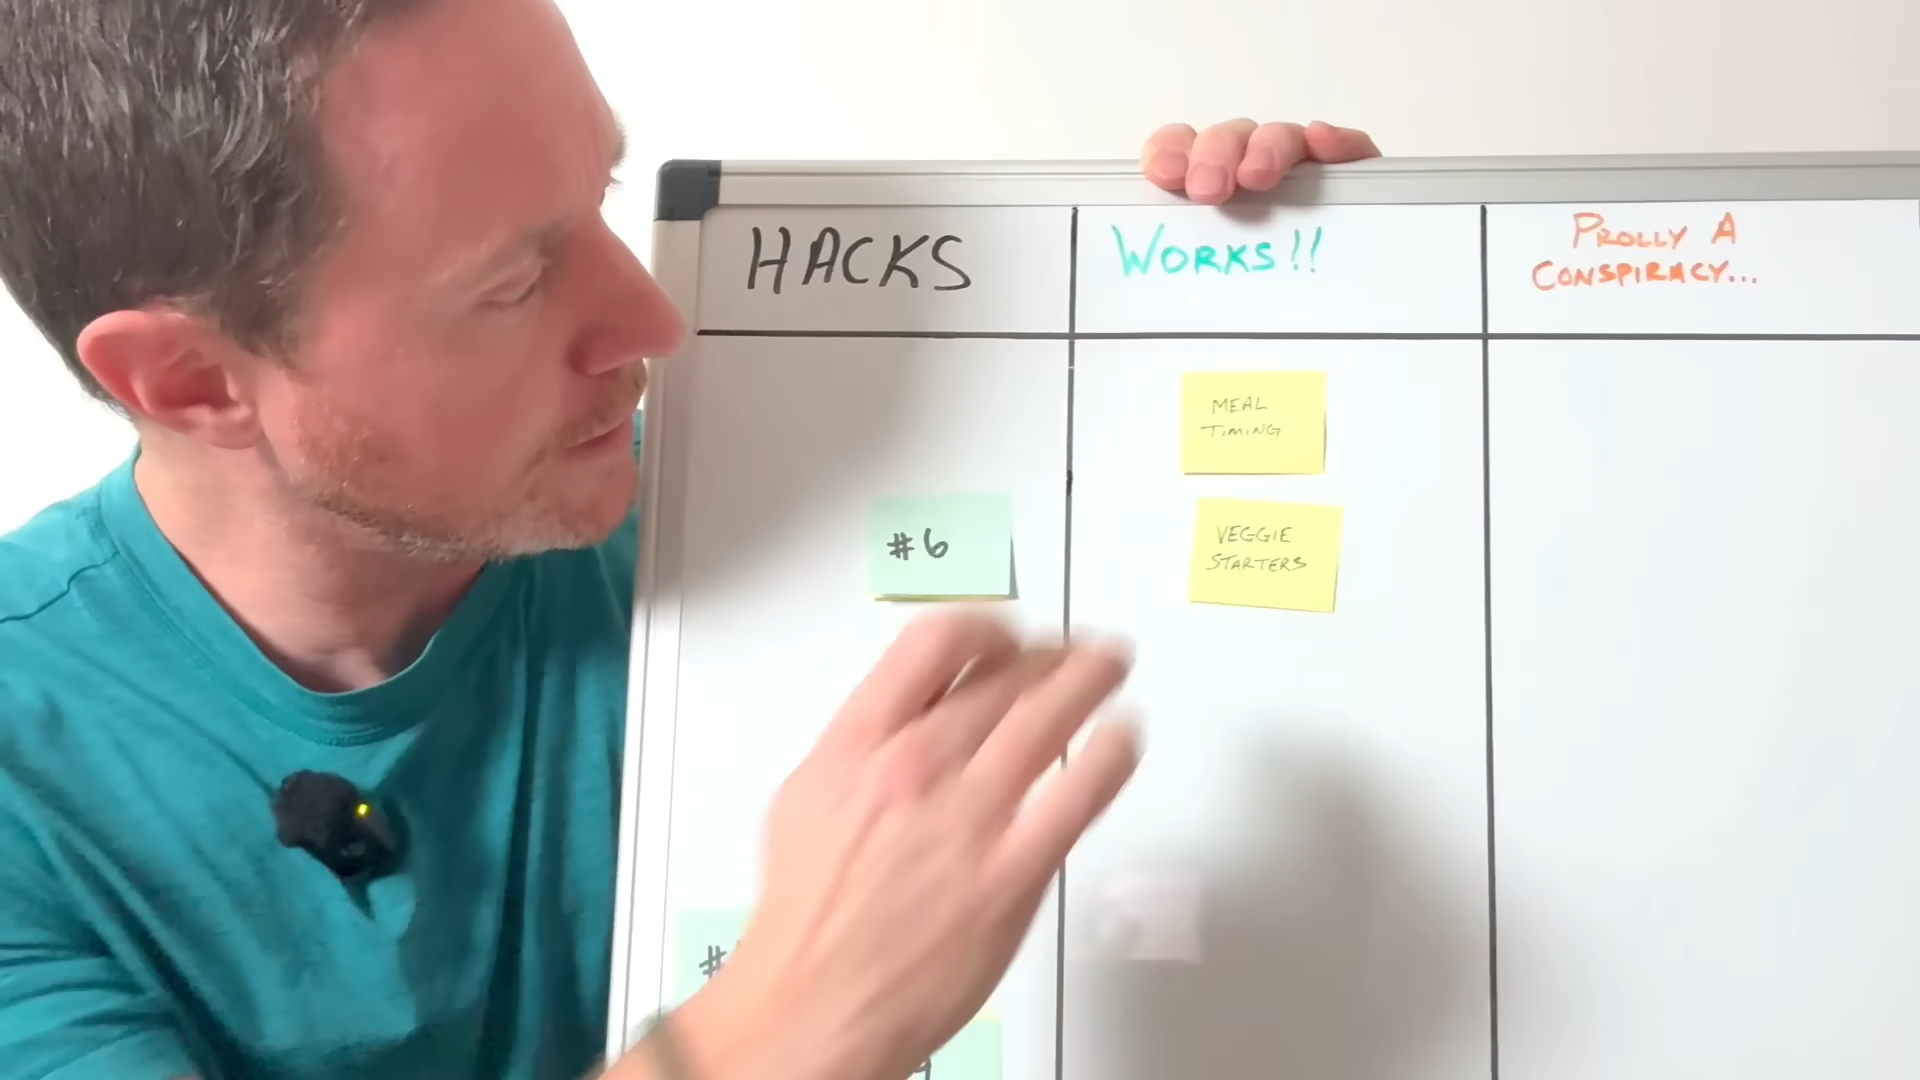 HACKS
WORKS!!
PROLLY A
CONSPIRACY...
MEAL
TIMING
#6
VEGGIE
STARTERS
#